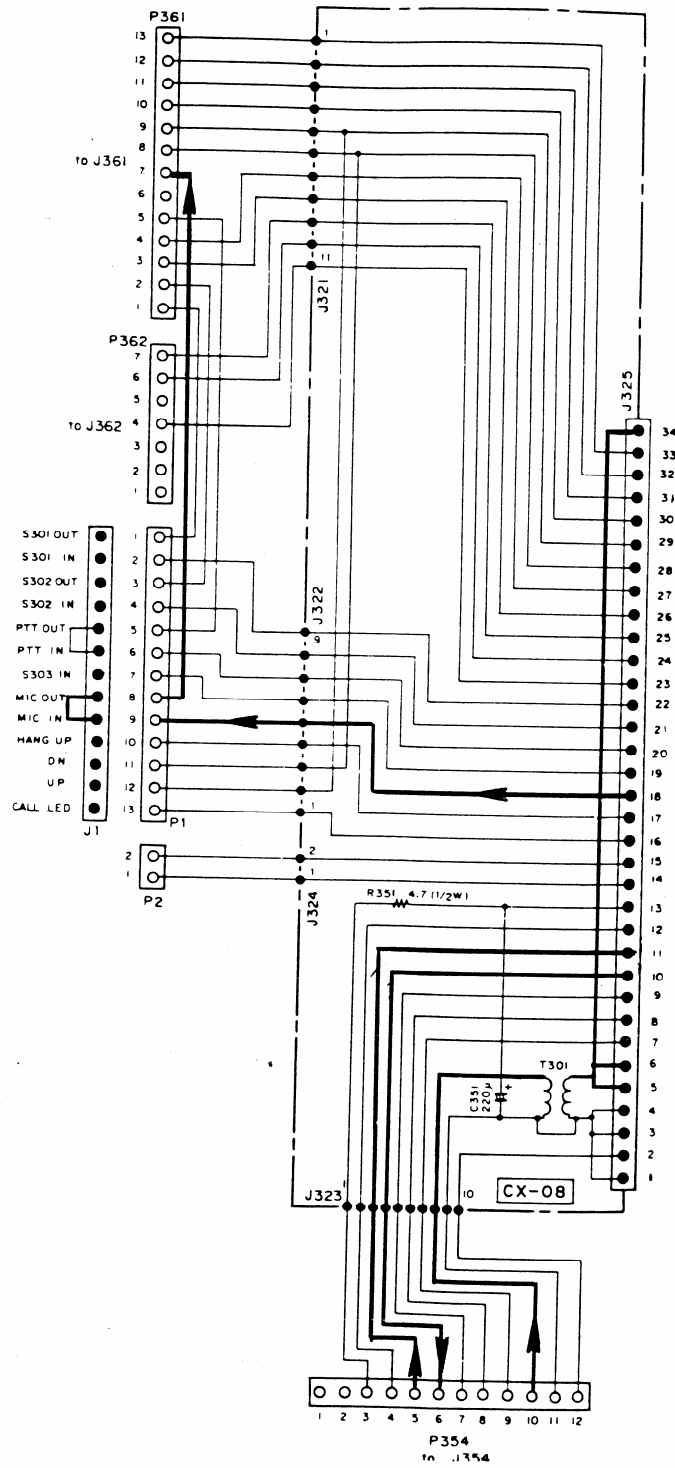 P361
13
12
11
10
9
8
7
6
5
4
3
2
1
to J361
1
11
J321
P362
7
6
5
4
3
2
1
to J362
J325
34
33
32
31
30
29
28
27
26
25
24
23
22
21
20
19
18
17
16
15
14
13
12
11
10
9
8
7
6
5
4
3
2
1
S301 OUT
S301 IN
S302 OUT
S302 IN
PTT OUT
PTT IN
S303 IN
MIC OUT
MIC IN
HANG UP
DN
UP
CALL LED
J1
1
2
3
4
5
6
7
8
9
10
11
12
13
P1
J322
9
1
2
1
P2
2
1
J324
R351 4.7 (1/2W)
T301
C351
220μ
+
J323
1
10
CX-08
1
2
3
4
5
6
7
8
9
10
11
12
P354
to J354